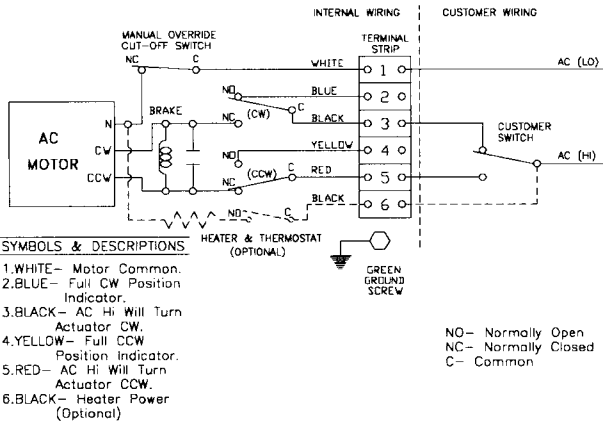 INTERNAL WIRING
CUSTOMER WIRING
MANUAL OVERRIDE
CUT-OFF SWITCH
TERMINAL
STRIP
NC
C
WHITE
1
AC (LO)
NO
BLUE
2
BRAKE
NC
(CW)
C
BLACK
3
N
CUSTOMER
SWITCH
AC
MOTOR
CW
YELLOW
4
NO
AC (HI)
CCW
(CCW)
C
RED
5
NC
BLACK
6
NO
C
HEATER & THERMOSTAT
(OPTIONAL)
GREEN
GROUND
SCREW
SYMBOLS & DESCRIPTIONS
1.WHITE- Motor Common.
2.BLUE- Full CW Position
Indicator.
3.BLACK- AC Hi Will Turn
Actuator CW.
4.YELLOW- Full CCW
Position Indicator.
5.RED- AC Hi Will Turn
Actuator CCW.
6.BLACK- Heater Power
(Optional)
NO- Normally Open
NC- Normally Closed
C- Common